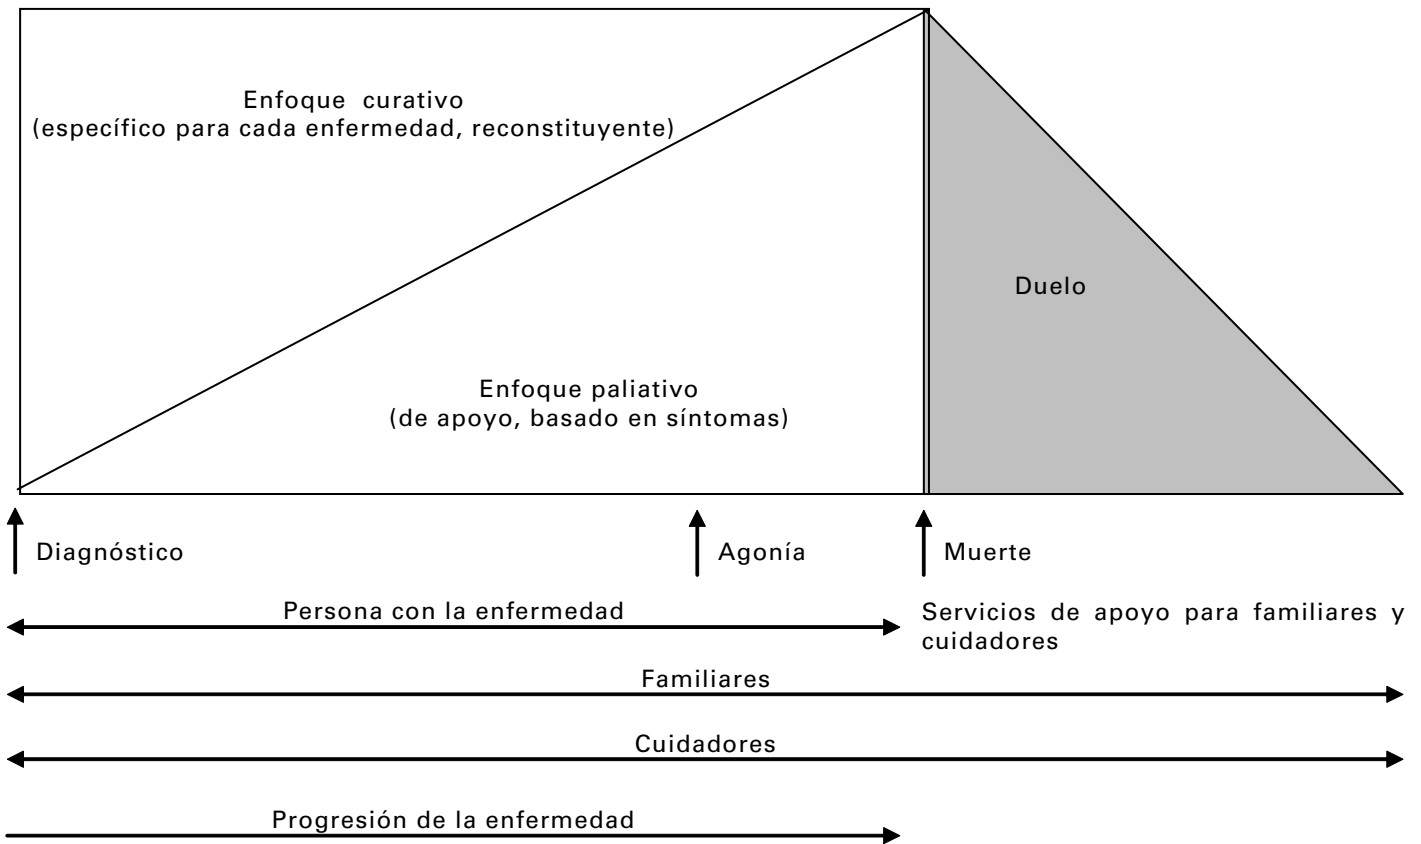 Enfoque curativo
(específico para cada enfermedad, reconstituyente)
Duelo
Enfoque paliativo
(de apoyo, basado en síntomas)
Diagnóstico
Agonía
Muerte
Persona con la enfermedad
Servicios de apoyo para familiares y
cuidadores
Familiares
Cuidadores
Progresión de la enfermedad